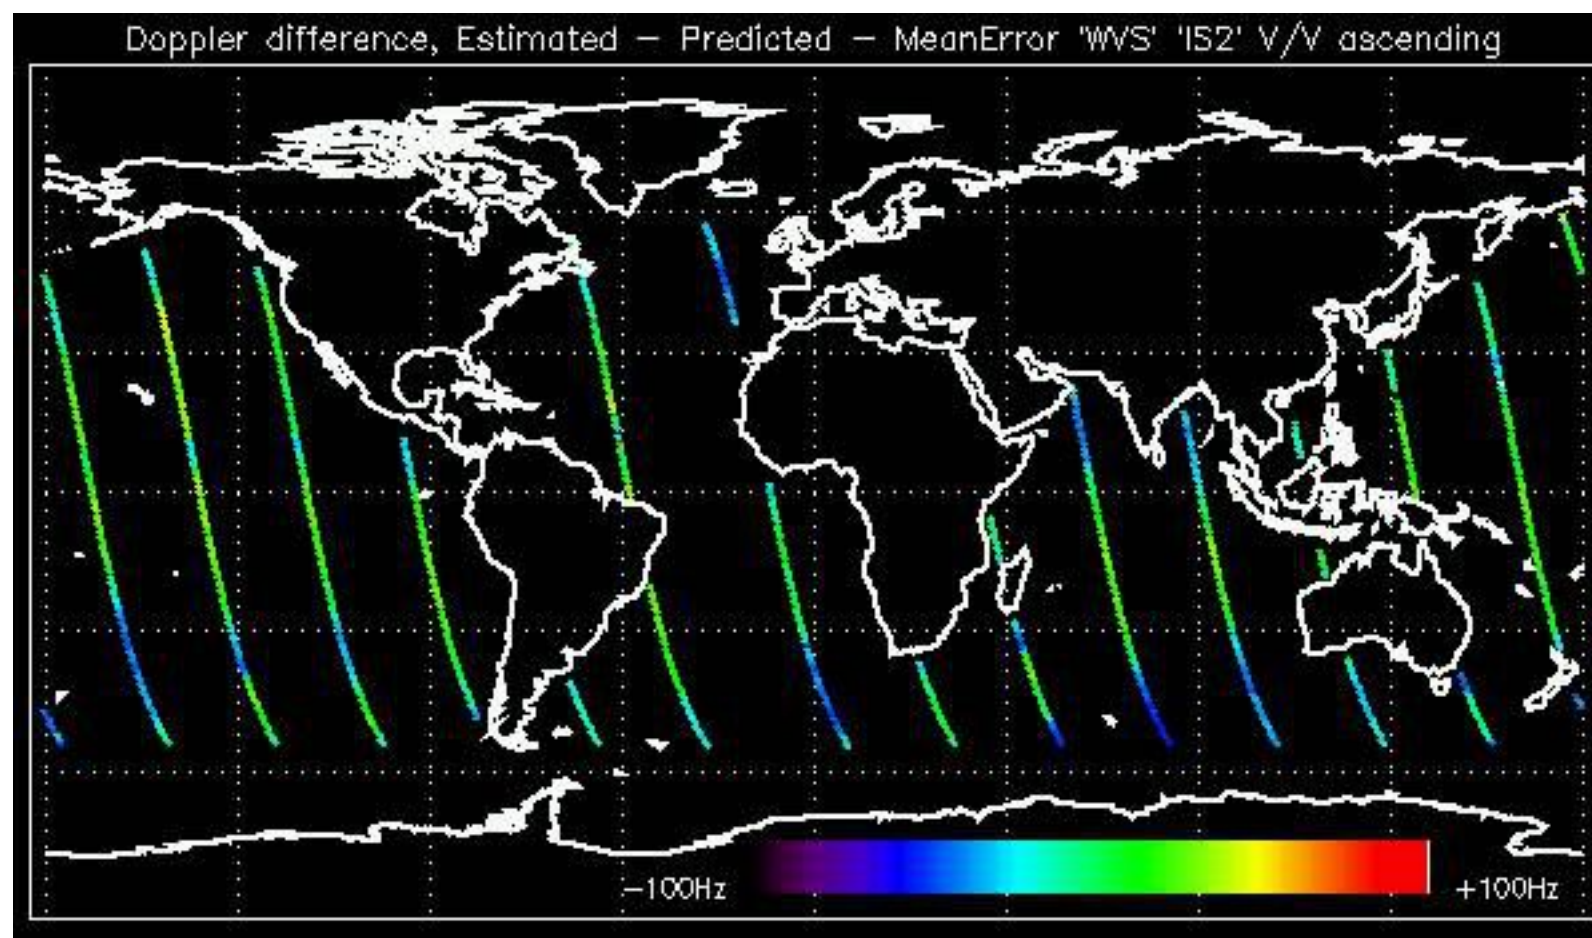 Doppler difference, Estimated – Predicted – MeanError 'WVS' 'IS2' V/V ascending
–100Hz
+100Hz